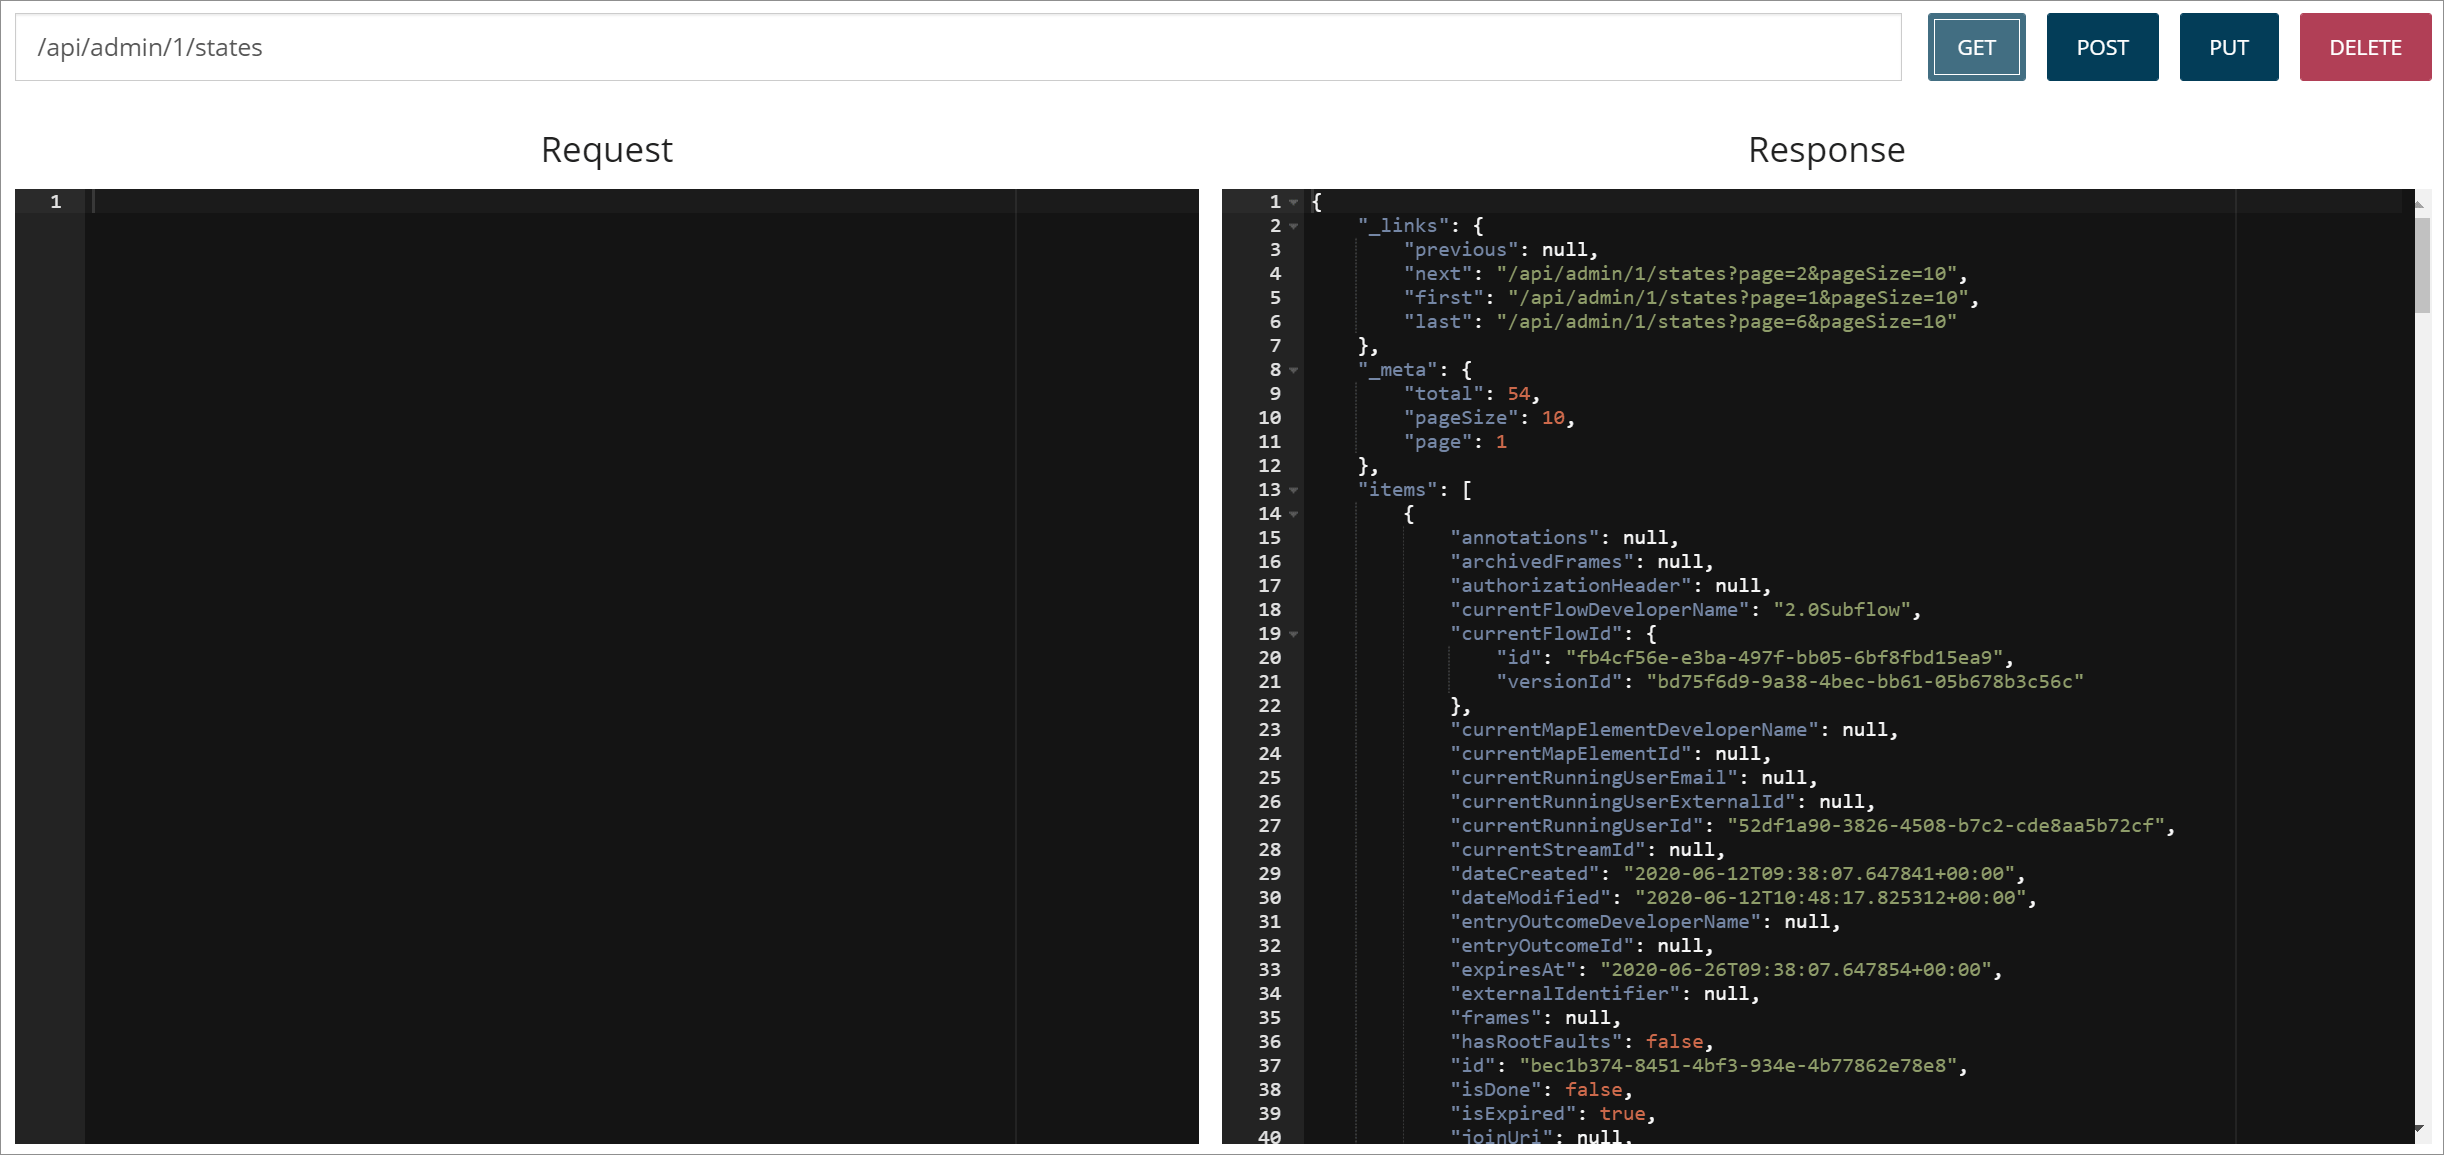 /api/admin/1/states
GET POST PUT DELETE
Request
Response
1
1 {
2 "_links": {
3 "previous": null,
4 "next": "/api/admin/1/states?page=2&pageSize=10",
5 "first": "/api/admin/1/states?page=1&pageSize=10",
6 "last": "/api/admin/1/states?page=6&pageSize=10"
7 },
8 "_meta": {
9 "total": 54,
10 "pageSize": 10,
11 "page": 1
12 },
13 "items": [
14 {
15 "annotations": null,
16 "archivedFrames": null,
17 "authorizationHeader": null,
18 "currentFlowDeveloperName": "2.0Subflow",
19 "currentFlowId": {
20 "id": "fb4cf56e-e3ba-497f-bb05-6bf8fbd15ea9",
21 "versionId": "bd75f6d9-9a38-4bec-bb61-05b678b3c56c"
22 },
23 "currentMapElementDeveloperName": null,
24 "currentMapElementId": null,
25 "currentRunningUserEmail": null,
26 "currentRunningUserExternalId": null,
27 "currentRunningUserId": "52df1a90-3826-4508-b7c2-cde8aa5b72cf",
28 "currentStreamId": null,
29 "dateCreated": "2020-06-12T09:38:07.647841+00:00",
30 "dateModified": "2020-06-12T10:48:17.825312+00:00",
31 "entryOutcomeDeveloperName": null,
32 "entryOutcomeId": null,
33 "expiresAt": "2020-06-26T09:38:07.647854+00:00",
34 "externalIdentifier": null,
35 "frames": null,
36 "hasRootFaults": false,
37 "id": "bec1b374-8451-4bf3-934e-4b77862e78e8",
38 "isDone": false,
39 "isExpired": true,
40 "joinUri": null,